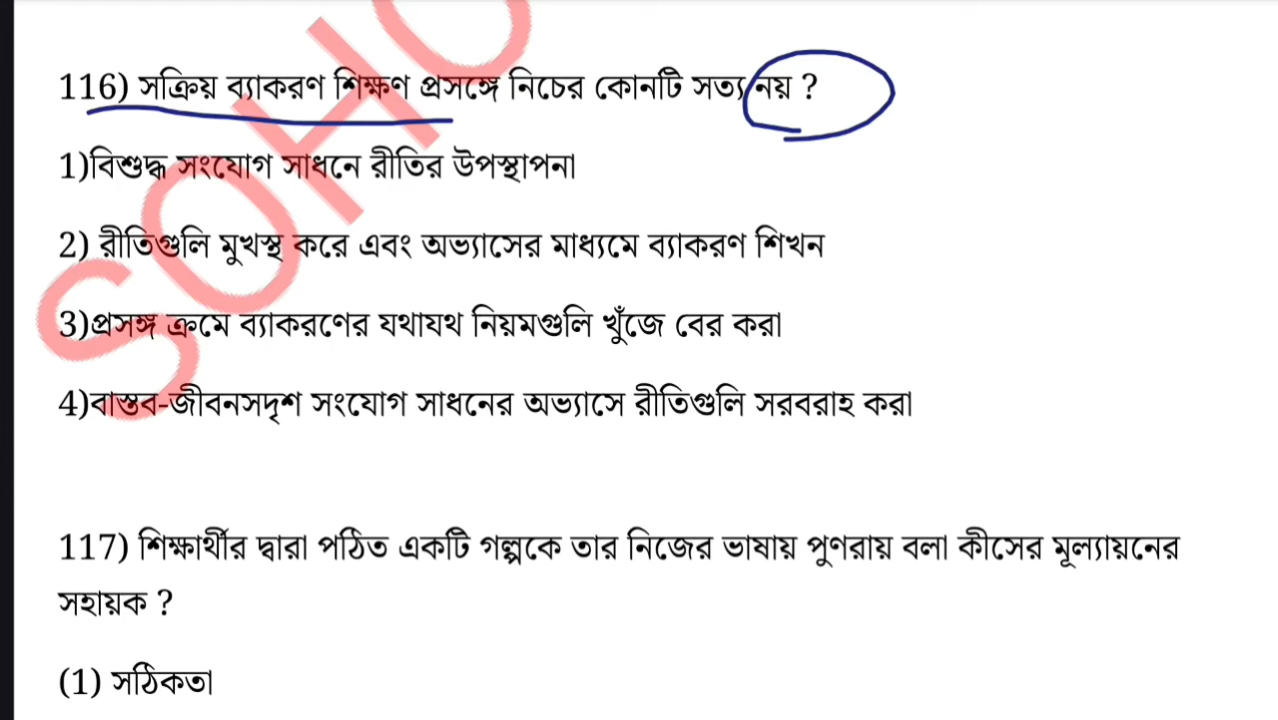 116) সক্রিয় ব্যাকরণ শিক্ষণ প্রসঙ্গে নিচের কোনটি সত্য নয় ?
1)বিশুদ্ধ সংযোগ সাধনে রীতির উপস্থাপনা
2) রীতিগুলি মুখস্থ করে এবং অভ্যাসের মাধ্যমে ব্যাকরণ শিখন
3)প্রসঙ্গ ক্রমে ব্যাকরণের যথাযথ নিয়মগুলি খুঁজে বের করা
4)বাস্তব-জীবনসদৃশ সংযোগ সাধনের অভ্যাসে রীতিগুলি সরবরাহ করা
117) শিক্ষার্থীর দ্বারা পঠিত একটি গল্পকে তার নিজের ভাষায় পুণরায় বলা কীসের মূল্যায়নের
সহায়ক ?
(1) সঠিকতা
SOHO